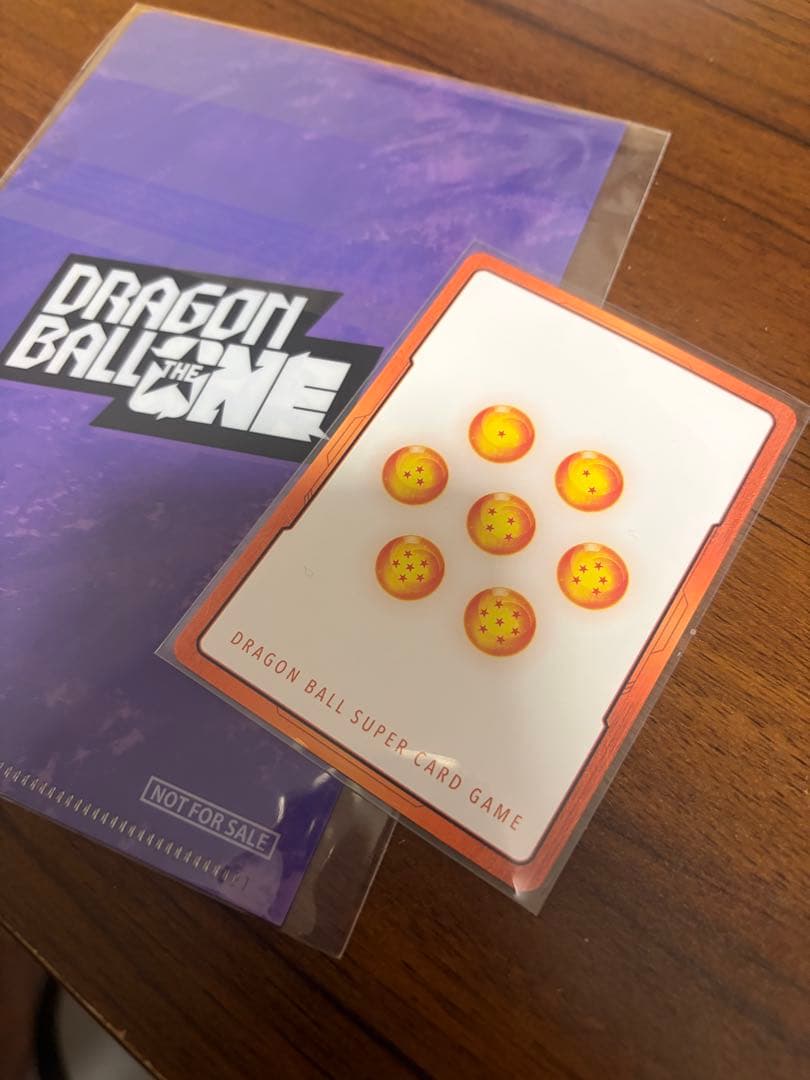 DRAGON
BALL THE ONE
DRAGON BALL SUPER CARD GAME
NOT FOR SALE